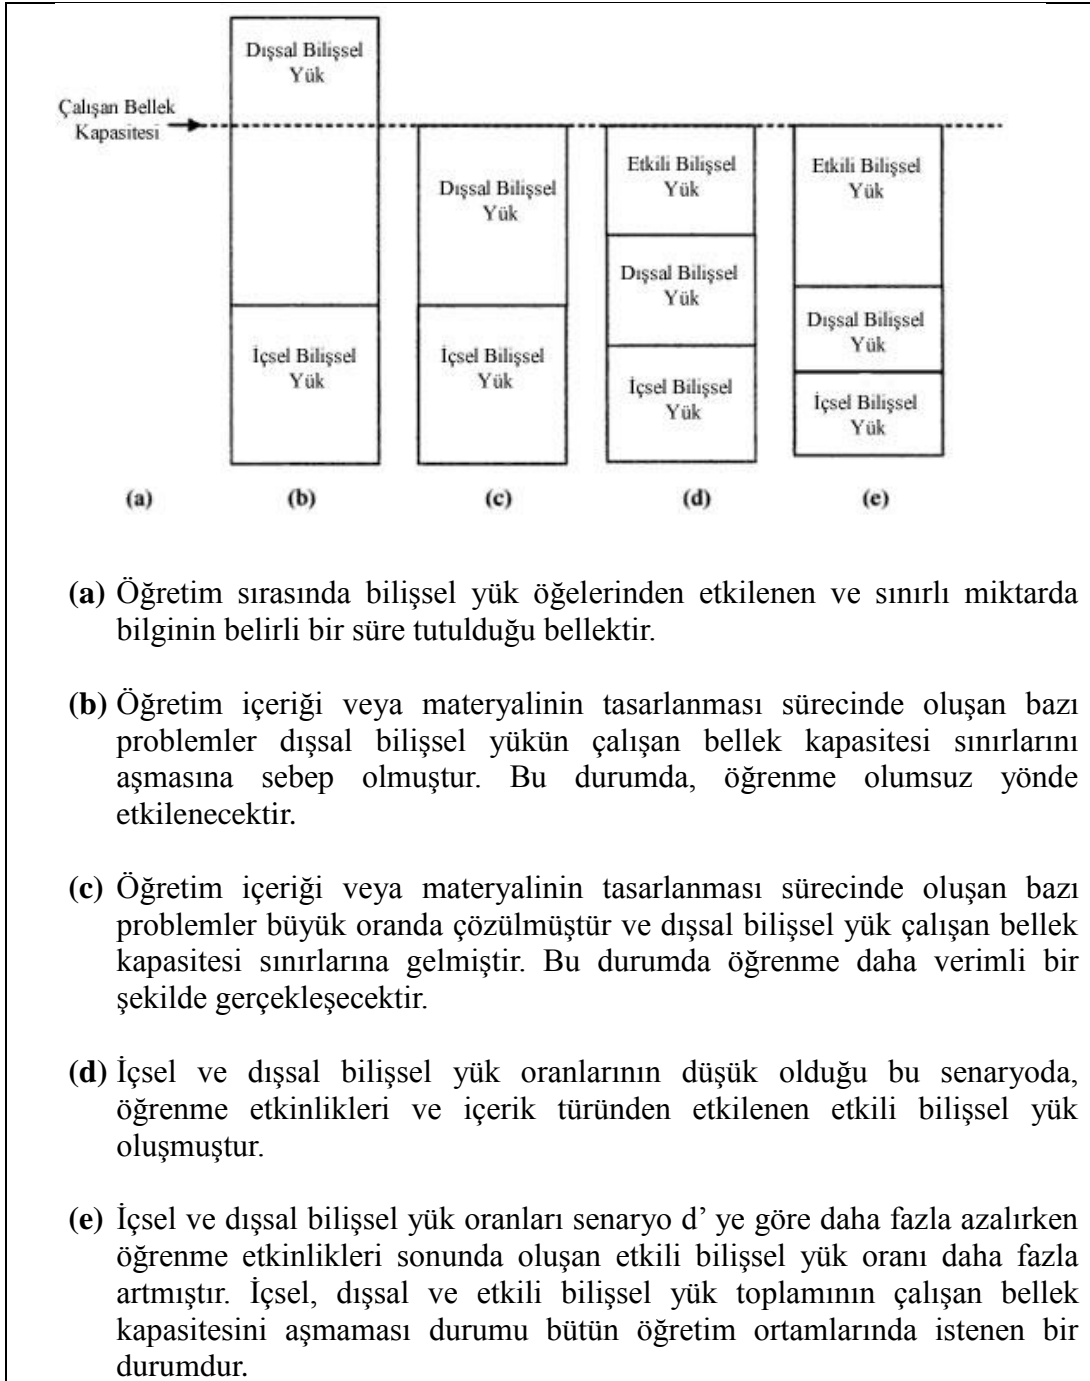 Dışsal Bilişsel
Yük
Çalışan Bellek
Kapasitesi
Dışsal Bilişsel
Yük
Etkili Bilişsel
Yük
Etkili Bilişsel
Yük
Dışsal Bilişsel
Yük
Dışsal Bilişsel
Yük
İçsel Bilişsel
Yük
İçsel Bilişsel
Yük
İçsel Bilişsel
Yük
İçsel Bilişsel
Yük
(a) (b) (c) (d) (e)
(a) Öğretim sırasında bilişsel yük öğelerinden etkilenen ve sınırlı miktarda
bilginin belirli bir süre tutulduğu bellektir.
(b) Öğretim içeriği veya materyalinin tasarlanması sürecinde oluşan bazı
problemler dışsal bilişsel yükün çalışan bellek kapasitesi sınırlarını
aşmasına sebep olmuştur. Bu durumda, öğrenme olumsuz yönde
etkilenecektir.
(c) Öğretim içeriği veya materyalinin tasarlanması sürecinde oluşan bazı
problemler büyük oranda çözülmüştür ve dışsal bilişsel yük çalışan bellek
kapasitesi sınırlarına gelmiştir. Bu durumda öğrenme daha verimli bir
şekilde gerçekleşecektir.
(d) İçsel ve dışsal bilişsel yük oranlarının düşük olduğu bu senaryoda,
öğrenme etkinlikleri ve içerik türünden etkilenen etkili bilişsel yük
oluşmuştur.
(e) İçsel ve dışsal bilişsel yük oranları senaryo d’ ye göre daha fazla azalırken
öğrenme etkinlikleri sonunda oluşan etkili bilişsel yük oranı daha fazla
artmıştır. İçsel, dışsal ve etkili bilişsel yük toplamının çalışan bellek
kapasitesini aşmaması durumu bütün öğretim ortamlarında istenen bir
durumdur.